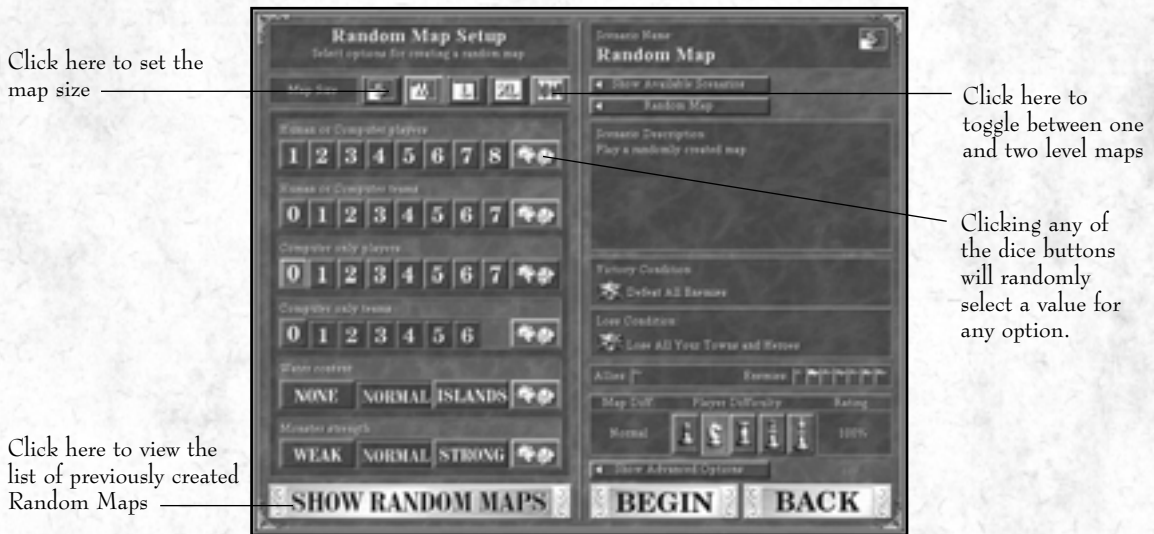 Click here to set the
map size
Click here to view the
list of previously created
Random Maps
Random Map Setup
Select options for creating a random map
Map Size S M L XL
Human or Computer players
1 2 3 4 5 6 7 8
Human or Computer teams
0 1 2 3 4 5 6 7
Computer only players
0 1 2 3 4 5 6 7
Computer only teams
0 1 2 3 4 5 6
Water content
NONE NORMAL ISLANDS
Monster strength
WEAK NORMAL STRONG
SHOW RANDOM MAPS
Scenario Name
Random Map
Show Available Scenarios
Random Map
Scenario Description
Play a randomly created map
Victory Condition
Defeat All Enemies
Loss Condition
Lose All Your Towns and Heroes
Allies Enemies
Map Diff Player Difficulty Rating
Normal 100%
Show Advanced Options
BEGIN BACK
Click here to
toggle between one
and two level maps
Clicking any of
the dice buttons
will randomly
select a value for
any option.